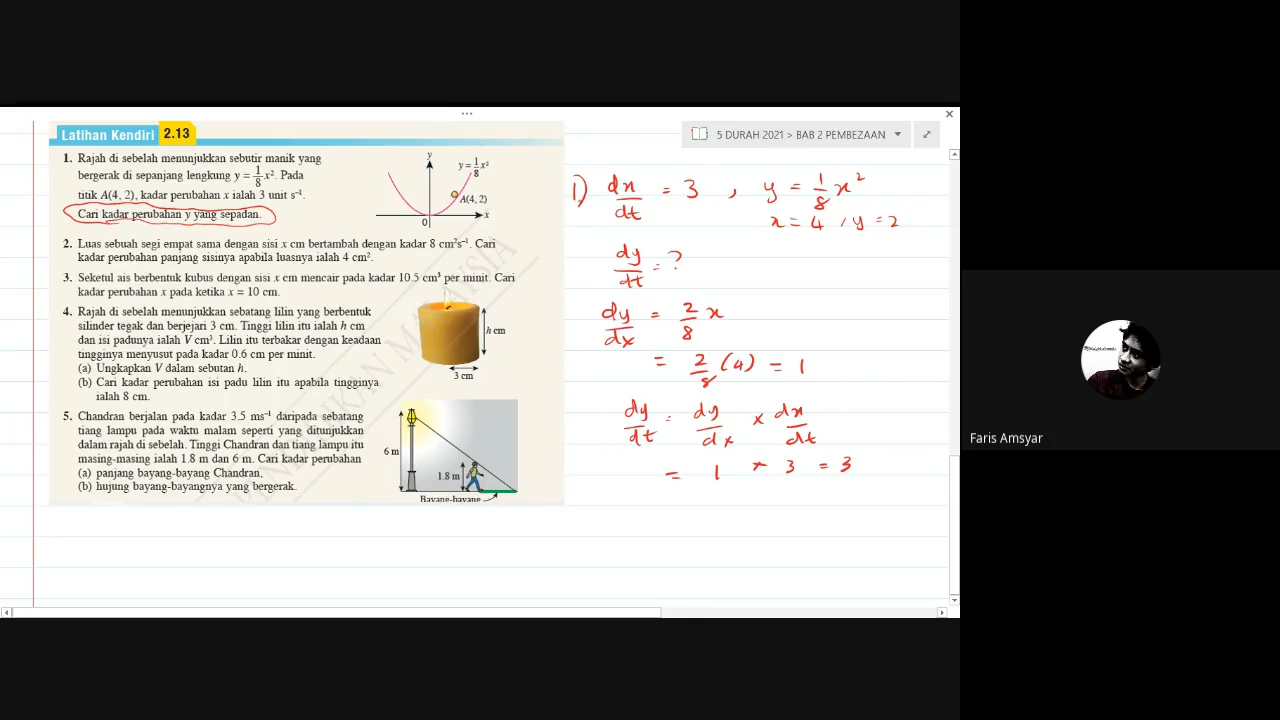 Latihan Kendiri 2.13
1. Rajah di sebelah menunjukkan sebutir manik yang
bergerak di sepanjang lengkung y = 1/8 x². Pada
titik A(4, 2), kadar perubahan x ialah 3 unit s⁻¹.
Cari kadar perubahan y yang sepadan.
y
y = 1/8 x²
A(4, 2)
0
x
2. Luas sebuah segi empat sama dengan sisi x cm bertambah dengan kadar 8 cm²s⁻¹. Cari
kadar perubahan panjang sisinya apabila luasnya ialah 4 cm².
3. Seketul ais berbentuk kubus dengan sisi x cm mencair pada kadar 10.5 cm³ per minit. Cari
kadar perubahan x pada ketika x = 10 cm.
4. Rajah di sebelah menunjukkan sebatang lilin yang berbentuk
silinder tegak dan berjejari 3 cm. Tinggi lilin itu ialah h cm
dan isi padunya ialah V cm³. Lilin itu terbakar dengan keadaan
tingginya menyusut pada kadar 0.6 cm per minit.
(a) Ungkapkan V dalam sebutan h.
(b) Cari kadar perubahan isi padu lilin itu apabila tingginya
ialah 8 cm.
h cm
3 cm
5. Chandran berjalan pada kadar 3.5 ms⁻¹ daripada sebatang
tiang lampu pada waktu malam seperti yang ditunjukkan
dalam rajah di sebelah. Tinggi Chandran dan tiang lampu itu
masing-masing ialah 1.8 m dan 6 m. Cari kadar perubahan
(a) panjang bayang-bayang Chandran,
(b) hujung bayang-bayangnya yang bergerak.
6 m
1.8 m
Bayang-bayang
5 DURAH 2021 > BAB 2 PEMBEZAAN
1) dx/dt = 3 , y = 1/8 x²
x = 4 , y = 2
dy/dt = ?
dy/dx = 2/8 x
= 2/8 (4) = 1
dy/dt = dy/dx × dx/dt
= 1 × 3 = 3
Faris Amsyar